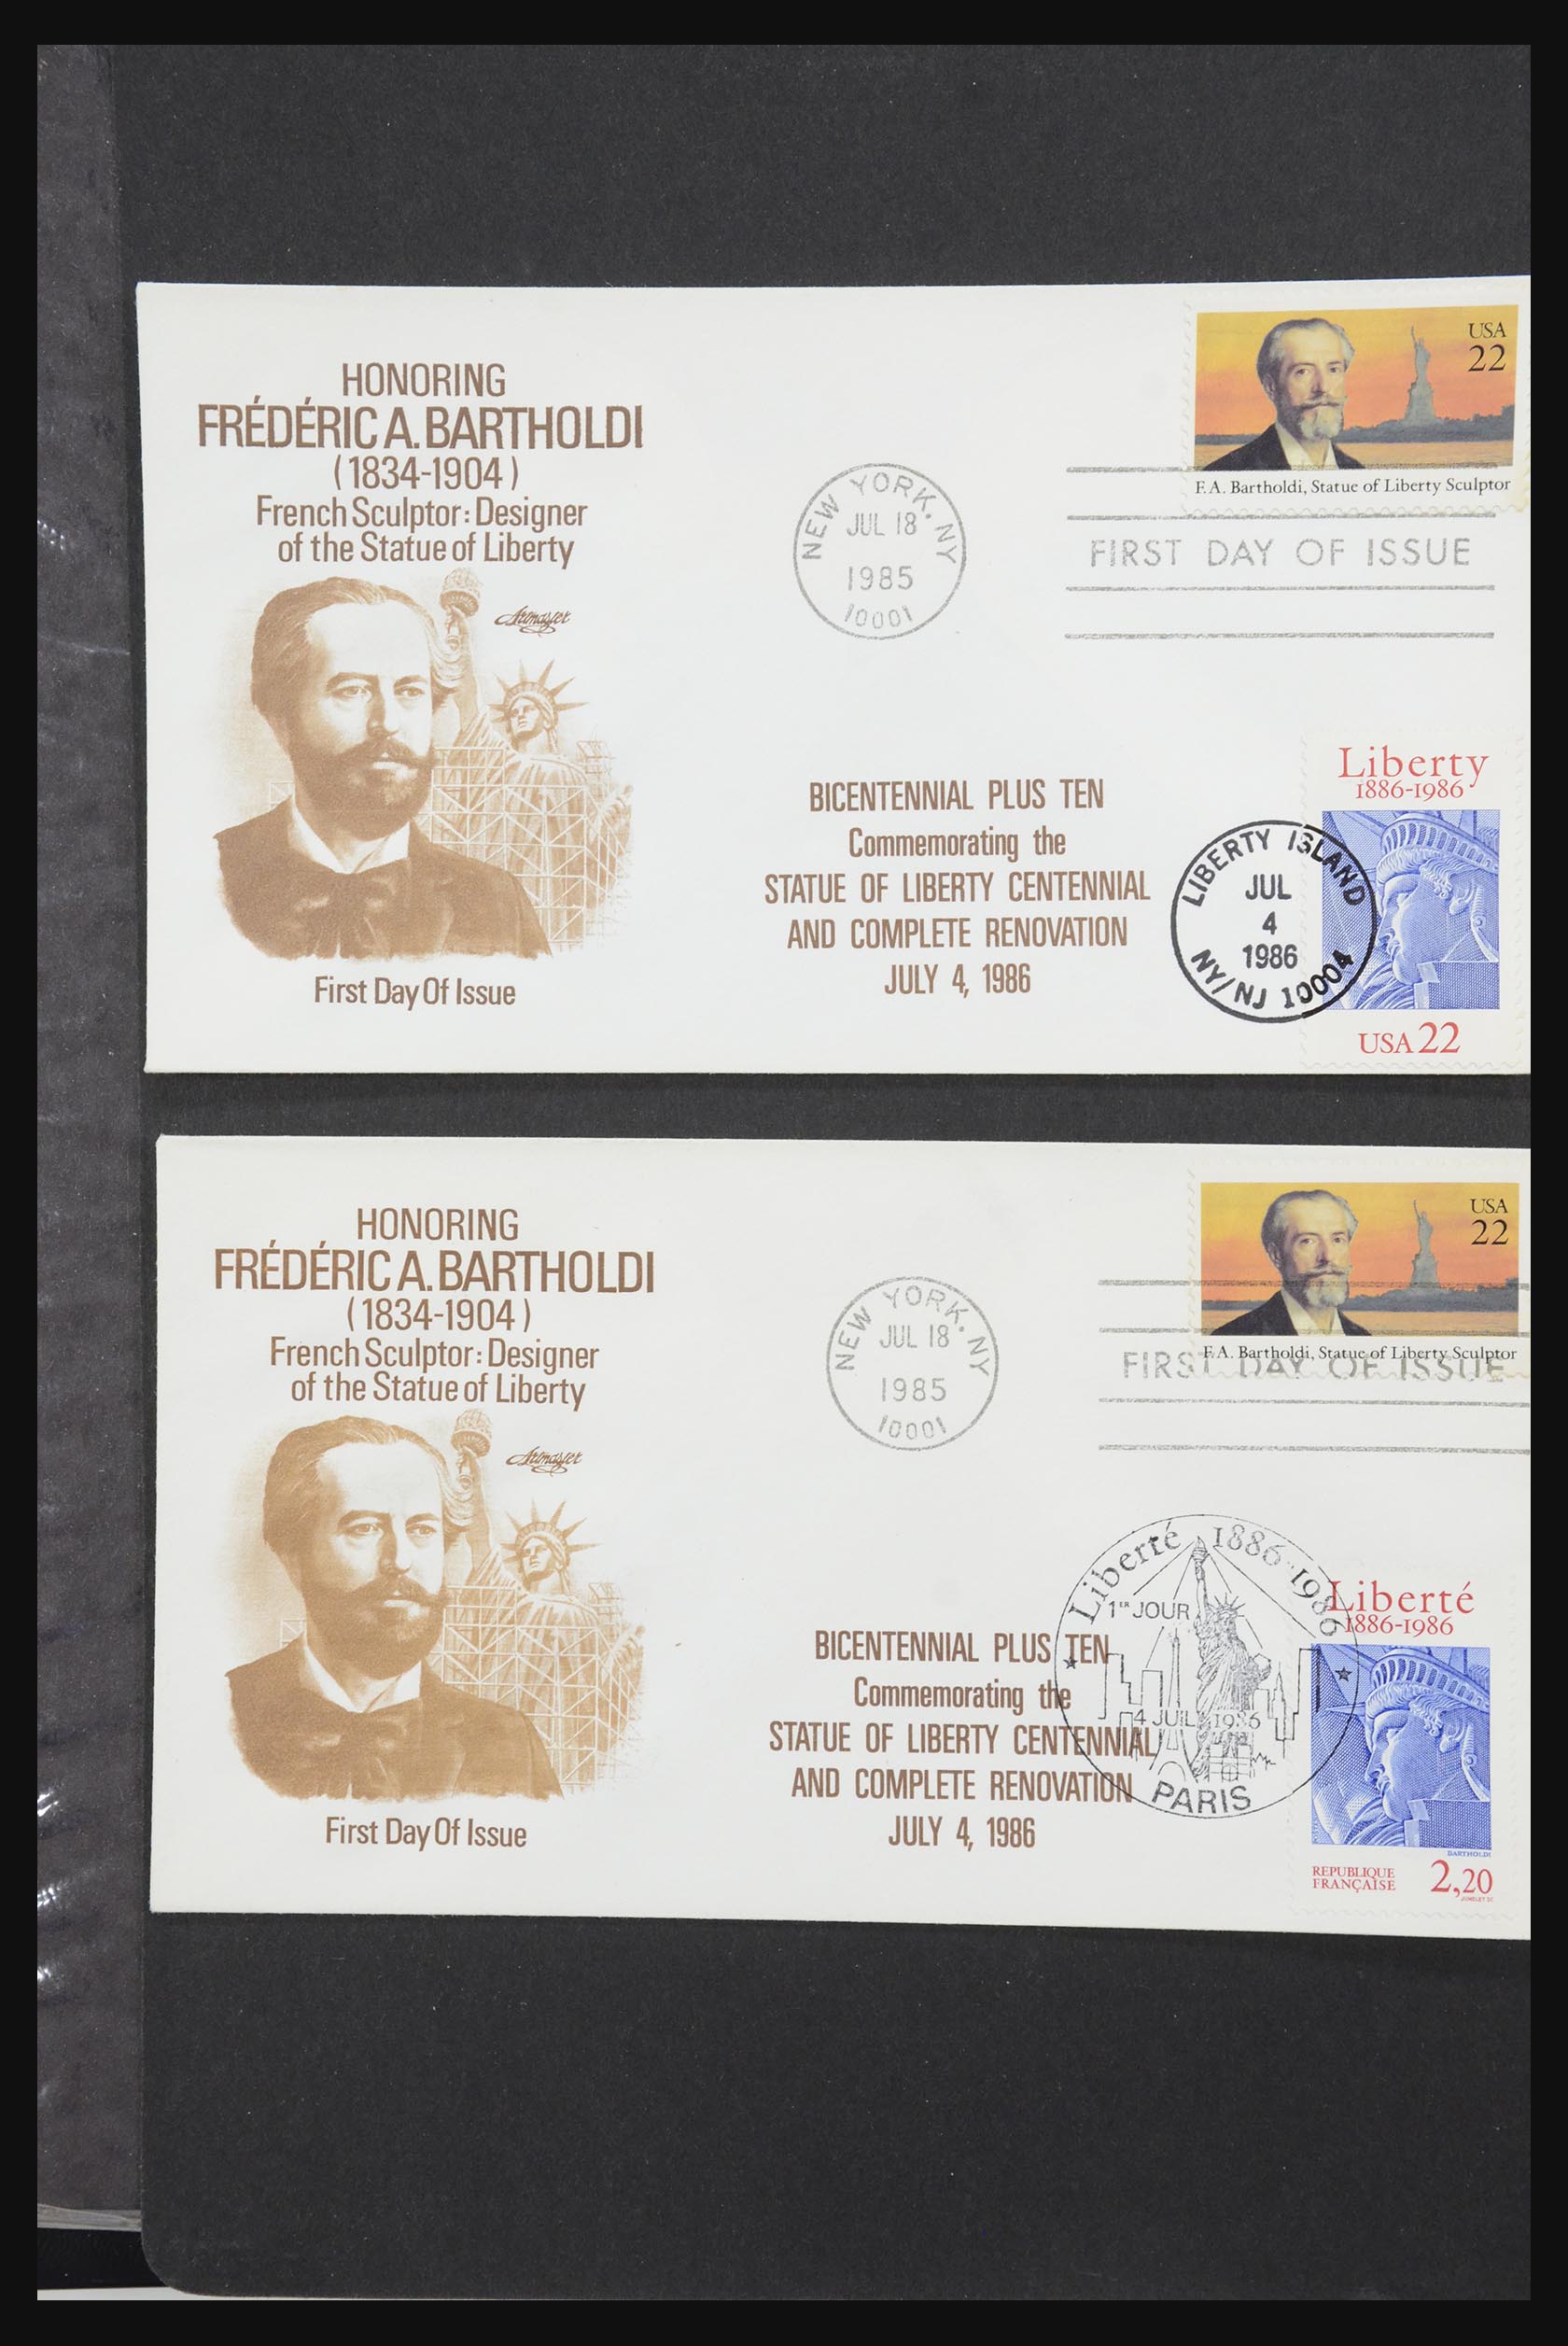 HONORING
FRÉDÉRIC A. BARTHOLDI
(1834-1904)
French Sculptor: Designer
of the Statue of Liberty
Artmaster
First Day Of Issue
NEW YORK, NY
JUL 18
1985
10001
USA
22
F.A. Bartholdi, Statue of Liberty Sculptor
FIRST DAY OF ISSUE
BICENTENNIAL PLUS TEN
Commemorating the
STATUE OF LIBERTY CENTENNIAL
AND COMPLETE RENOVATION
JULY 4, 1986
LIBERTY ISLAND
JUL
4
1986
NY/NJ 10004
Liberty
1886-1986
USA 22
HONORING
FRÉDÉRIC A. BARTHOLDI
(1834-1904)
French Sculptor: Designer
of the Statue of Liberty
Artmaster
First Day Of Issue
NEW YORK, NY
JUL 18
1985
10001
USA
22
F.A. Bartholdi, Statue of Liberty Sculptor
FIRST DAY OF ISSUE
BICENTENNIAL PLUS TEN
Commemorating the
STATUE OF LIBERTY CENTENNIAL
AND COMPLETE RENOVATION
JULY 4, 1986
Liberté 1886-1986
1ER JOUR
4 JUIL 1986
PARIS
Liberté
1886-1986
BARTHOLDI
REPUBLIQUE
FRANÇAISE
2,20
JUMELET